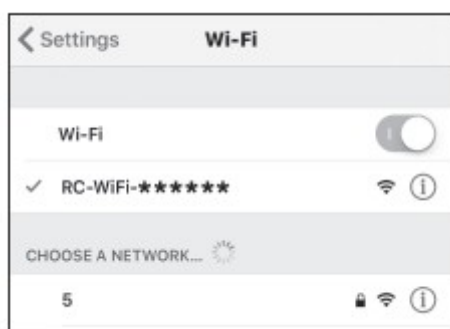 Settings Wi-Fi
Wi-Fi
RC-WiFi-******
CHOOSE A NETWORK...
5